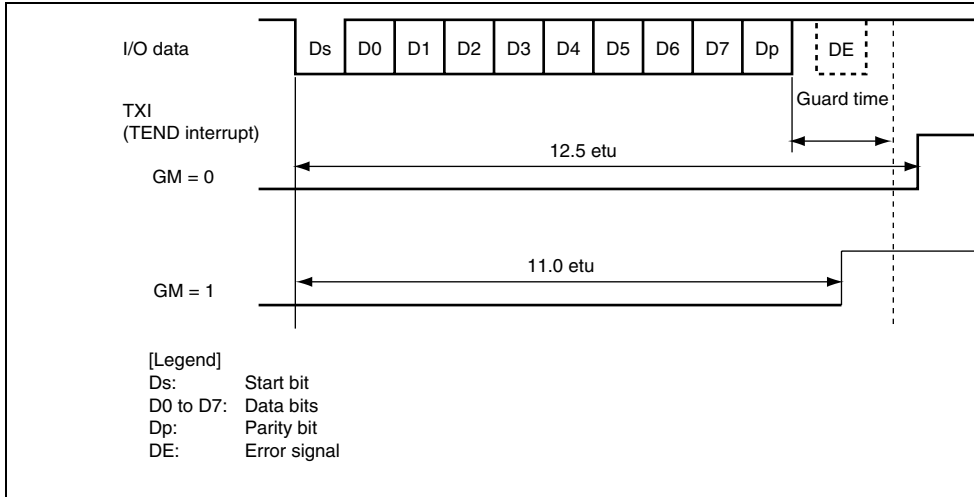 I/O data
Ds D0 D1 D2 D3 D4 D5 D6 D7 Dp DE
Guard time
TXI
(TEND interrupt)
12.5 etu
GM = 0
11.0 etu
GM = 1
[Legend]
Ds: Start bit
D0 to D7: Data bits
Dp: Parity bit
DE: Error signal